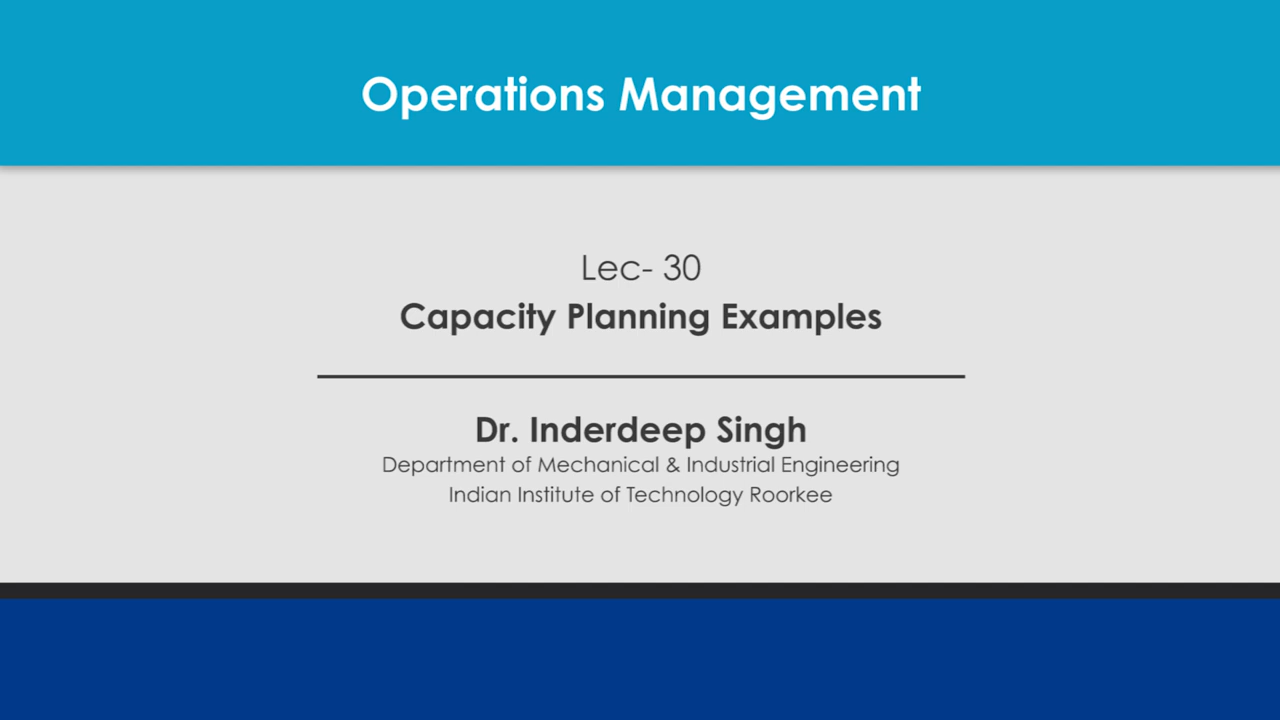 Operations Management
Lec- 30
Capacity Planning Examples
Dr. Inderdeep Singh
Department of Mechanical & Industrial Engineering
Indian Institute of Technology Roorkee